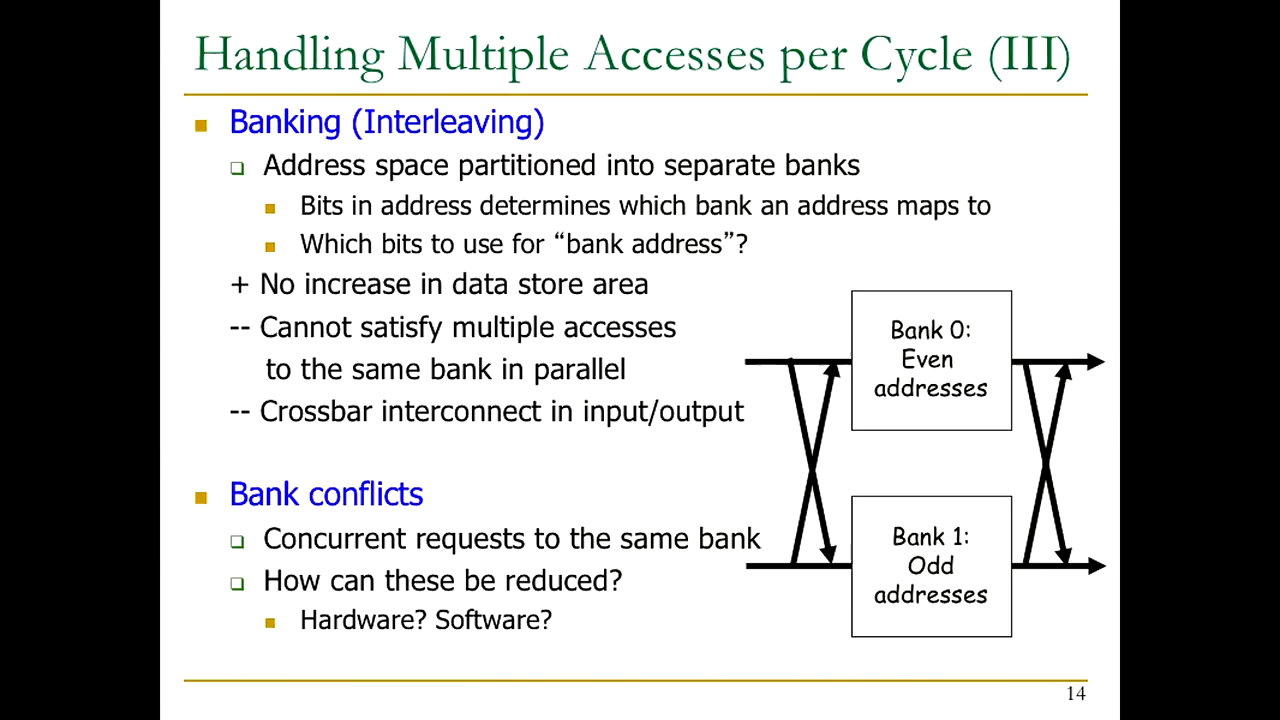 Handling Multiple Accesses per Cycle (III)
Banking (Interleaving)
Address space partitioned into separate banks
Bits in address determines which bank an address maps to
Which bits to use for “bank address”?
+ No increase in data store area
-- Cannot satisfy multiple accesses
to the same bank in parallel
-- Crossbar interconnect in input/output
Bank conflicts
Concurrent requests to the same bank
How can these be reduced?
Hardware? Software?
Bank 0:
Even
addresses
Bank 1:
Odd
addresses
14